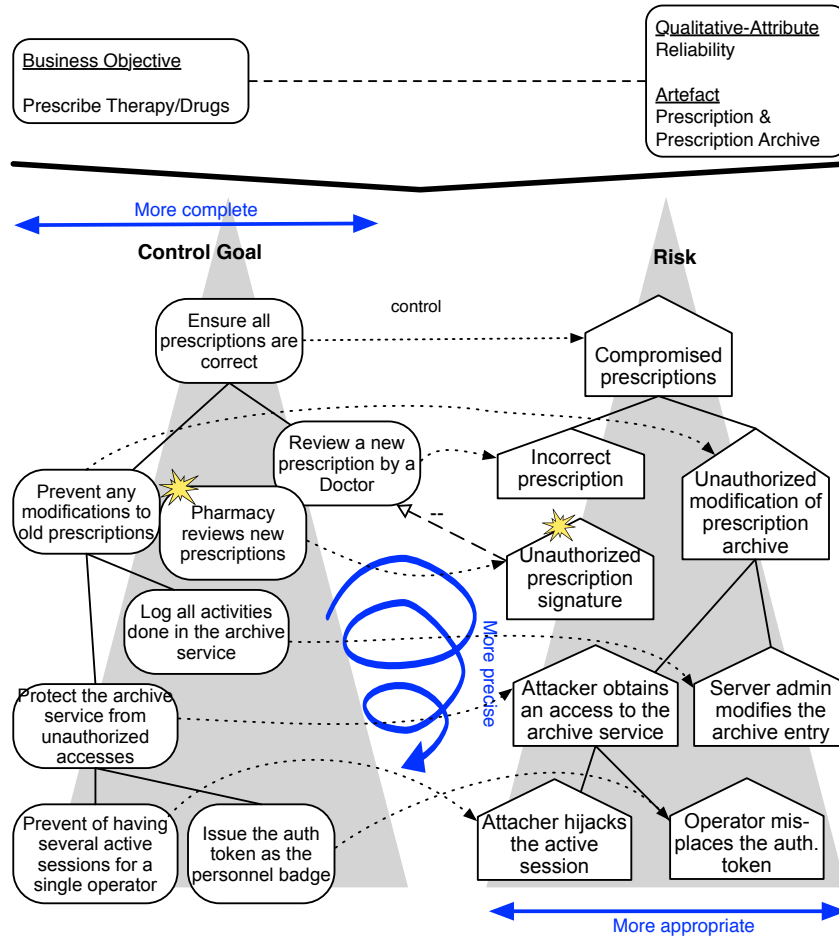 Business Objective
Prescribe Therapy/Drugs
Qualitative-Attribute
Reliability
Artefact
Prescription &
Prescription Archive
More complete
Control Goal
Risk
Ensure all
prescriptions are
correct
control
Compromised
prescriptions
Review a new
prescription by a
Doctor
Incorrect
prescription
Prevent any
modifications to
old prescriptions
Pharmacy
reviews new
prescriptions
--
Unauthorized
prescription
signature
Unauthorized
modification of
prescription
archive
Log all activities
done in the archive
service
More precise
Protect the archive
service from
unauthorized
accesses
Attacker obtains
an access to the
archive service
Server admin
modifies the
archive entry
Prevent of having
several active
sessions for a
single operator
Issue the auth
token as the
personnel badge
Attacher hijacks
the active
session
Operator mis-
places the auth.
token
More appropriate